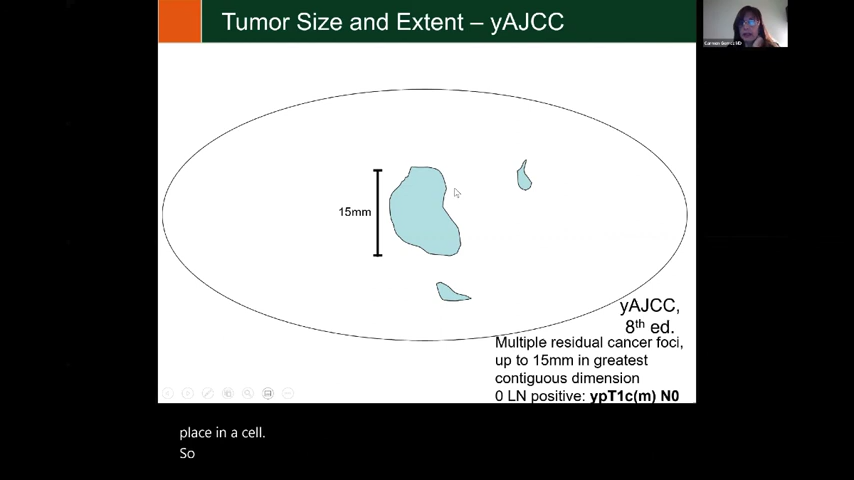 Tumor Size and Extent – yAJCC
15mm
yAJCC,
8th ed.
Multiple residual cancer foci,
up to 15mm in greatest
contiguous dimension
0 LN positive: ypT1c(m) N0
place in a cell.
So